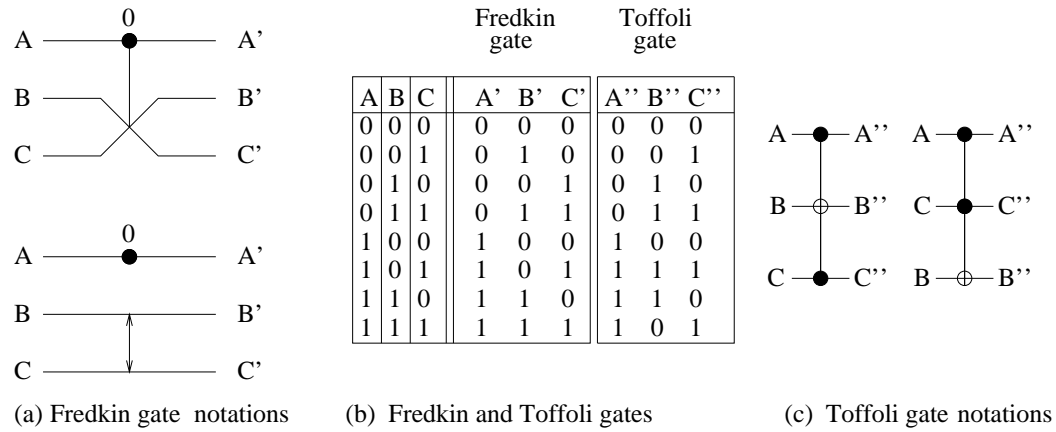 0
A A'
B B'
C C'
0
A A'
B B'
C C'
(a) Fredkin gate notations
Fredkin gate Toffoli gate
A B C A' B' C' A'' B'' C''
0 0 0 0 0 0 0 0 0
0 0 1 0 1 0 0 0 1
0 1 0 0 0 1 0 1 0
0 1 1 0 1 1 0 1 1
1 0 0 1 0 0 1 0 0
1 0 1 1 0 1 1 1 1
1 1 0 1 1 0 1 1 0
1 1 1 1 1 1 1 0 1
(b) Fredkin and Toffoli gates
A A'' A A''
B B'' C C''
C C'' B B''
(c) Toffoli gate notations